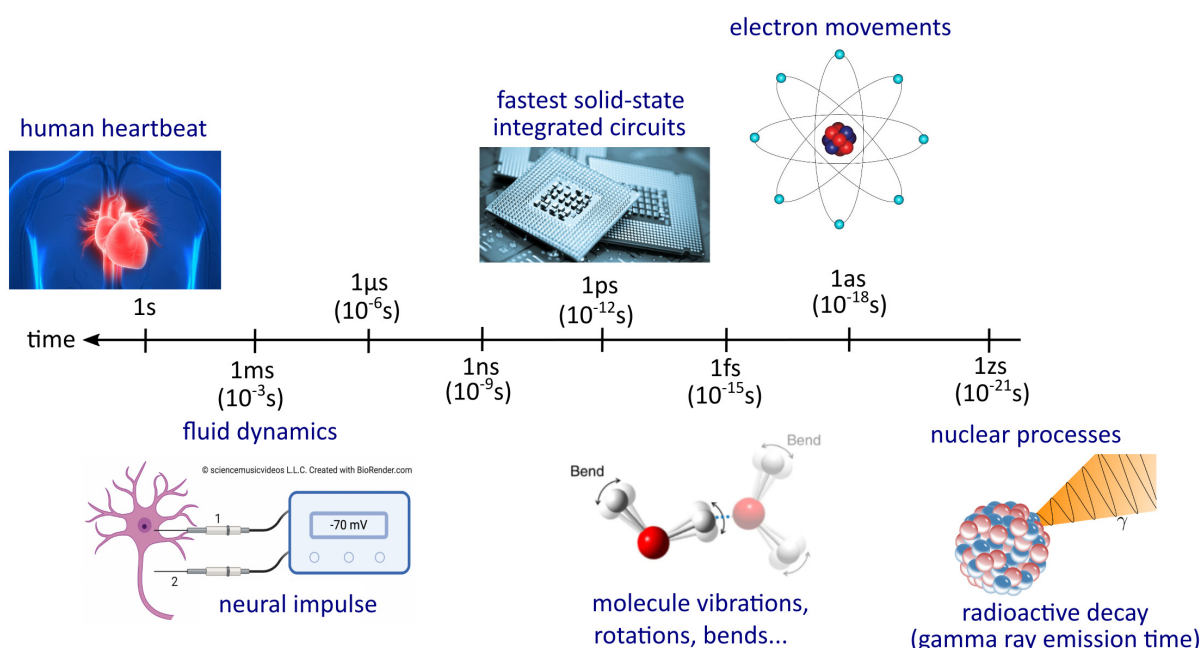 electron movements
fastest solid-state
integrated circuits
human heartbeat
1s
1µs
(10⁻⁶s)
1ps
(10⁻¹²s)
1as
(10⁻¹⁸s)
time
1ms
(10⁻³s)
1ns
(10⁻⁹s)
1fs
(10⁻¹⁵s)
1zs
(10⁻²¹s)
fluid dynamics
© sciencemusicvideos L.L.C. Created with BioRender.com
1
-70 mV
2
neural impulse
Bend
Bend
molecule vibrations,
rotations, bends...
nuclear processes
γ
radioactive decay
(gamma ray emission time)